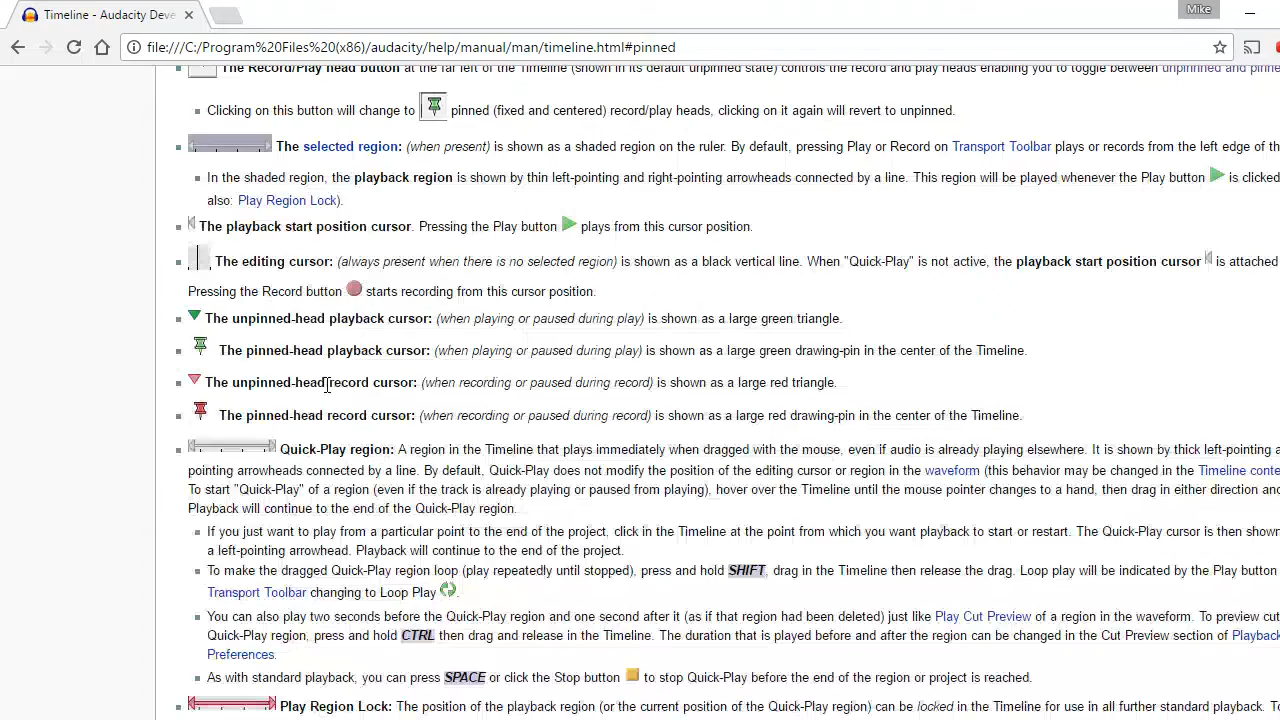 Timeline - Audacity Deve
Mike
file:///C:/Program%20Files%20(x86)/audacity/help/manual/man/timeline.html#pinned
The Record/Play head button at the far left of the Timeline (shown in its default unpinned state) controls the record and play heads enabling you to toggle between unpinned and pinne
Clicking on this button will change to pinned (fixed and centered) record/play heads, clicking on it again will revert to unpinned.
The selected region: (when present) is shown as a shaded region on the ruler. By default, pressing Play or Record on Transport Toolbar plays or records from the left edge of the
In the shaded region, the playback region is shown by thin left-pointing and right-pointing arrowheads connected by a line. This region will be played whenever the Play button is clicked
also: Play Region Lock).
The playback start position cursor. Pressing the Play button plays from this cursor position.
The editing cursor: (always present when there is no selected region) is shown as a black vertical line. When "Quick-Play" is not active, the playback start position cursor is attached
Pressing the Record button starts recording from this cursor position.
The unpinned-head playback cursor: (when playing or paused during play) is shown as a large green triangle.
The pinned-head playback cursor: (when playing or paused during play) is shown as a large green drawing-pin in the center of the Timeline.
The unpinned-head record cursor: (when recording or paused during record) is shown as a large red triangle.
The pinned-head record cursor: (when recording or paused during record) is shown as a large red drawing-pin in the center of the Timeline.
Quick-Play region: A region in the Timeline that plays immediately when dragged with the mouse, even if audio is already playing elsewhere. It is shown by thick left-pointing a
pointing arrowheads connected by a line. By default, Quick-Play does not modify the position of the editing cursor or region in the waveform (this behavior may be changed in the Timeline conte
To start "Quick-Play" of a region (even if the track is already playing or paused from playing), hover over the Timeline until the mouse pointer changes to a hand, then drag in either direction and
Playback will continue to the end of the Quick-Play region.
If you just want to play from a particular point to the end of the project, click in the Timeline at the point from which you want playback to start or restart. The Quick-Play cursor is then shown
a left-pointing arrowhead. Playback will continue to the end of the project.
To make the dragged Quick-Play region loop (play repeatedly until stopped), press and hold SHIFT, drag in the Timeline then release the drag. Loop play will be indicated by the Play button
Transport Toolbar changing to Loop Play .
You can also play two seconds before the Quick-Play region and one second after it (as if that region had been deleted) just like Play Cut Preview of a region in the waveform. To preview cut
Quick-Play region, press and hold CTRL then drag and release in the Timeline. The duration that is played before and after the region can be changed in the Cut Preview section of Playback
Preferences.
As with standard playback, you can press SPACE or click the Stop button to stop Quick-Play before the end of the region or project is reached.
Play Region Lock: The position of the playback region (or the current position of the Quick-Play region) can be locked in the Timeline for use in all further standard playback. To